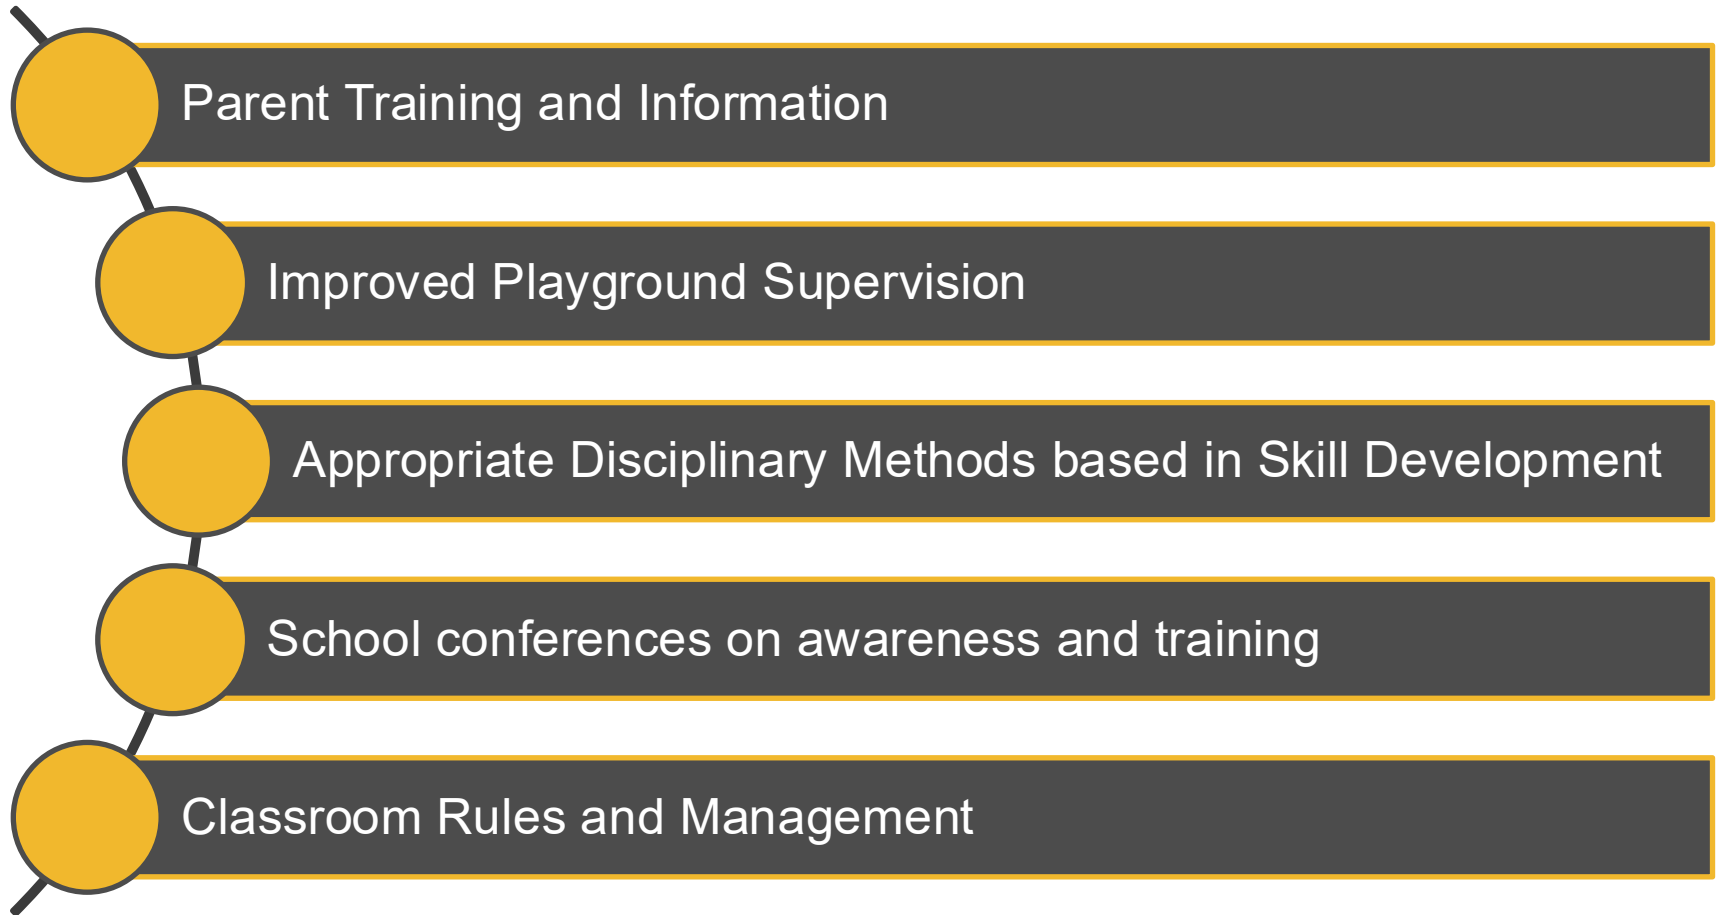 Parent Training and Information
Improved Playground Supervision
Appropriate Disciplinary Methods based in Skill Development
School conferences on awareness and training
Classroom Rules and Management